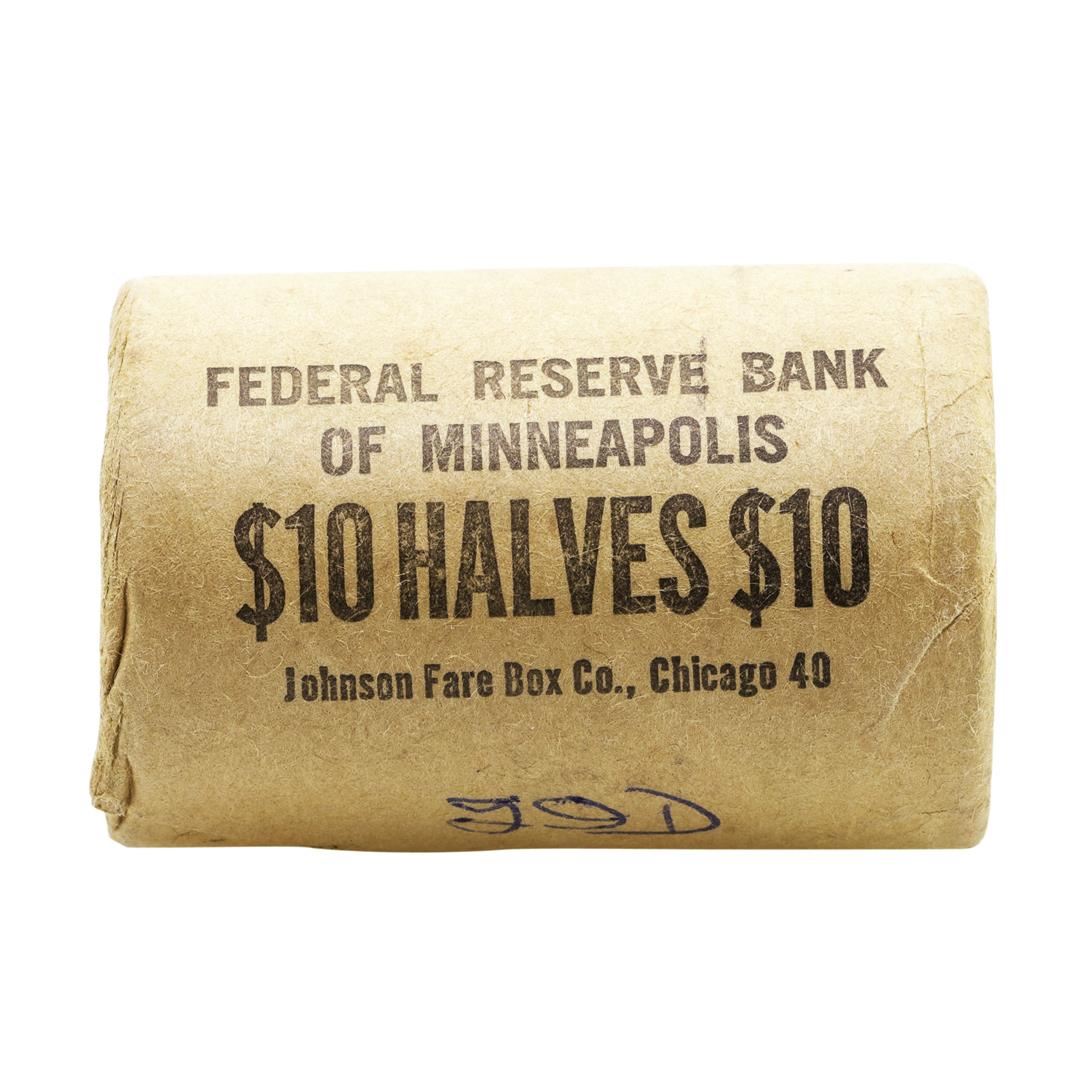 FEDERAL RESERVE BANK
OF MINNEAPOLIS
$10 HALVES $10
Johnson Fare Box Co., Chicago 40